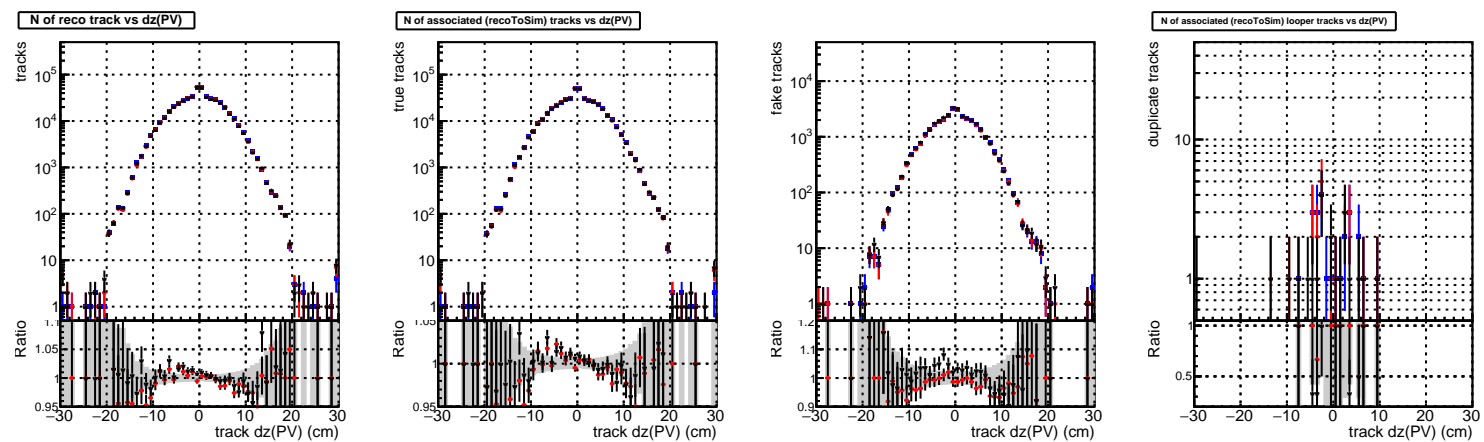 N of reco track vs dz(PV)
tracks
10^5
10^4
10^3
10^2
10
1
Ratio
1.1
1.05
1
0.95
−30 −20 −10 0 10 20 30
track dz(PV) (cm)
N of associated (recoToSim) tracks vs dz(PV)
true tracks
10^5
10^4
10^3
10^2
10
1
Ratio
1.05
1
0.95
−30 −20 −10 0 10 20 30
track dz(PV) (cm)
fake tracks
10^4
10^3
10^2
10
1
Ratio
1.2
1.1
1
0.9
−30 −20 −10 0 10 20 30
track dz(PV) (cm)
N of associated (recoToSim) looper tracks vs dz(PV)
duplicate tracks
10
1
Ratio
1
0.5
−30 −20 −10 0 10 20 30
track dz(PV) (cm)